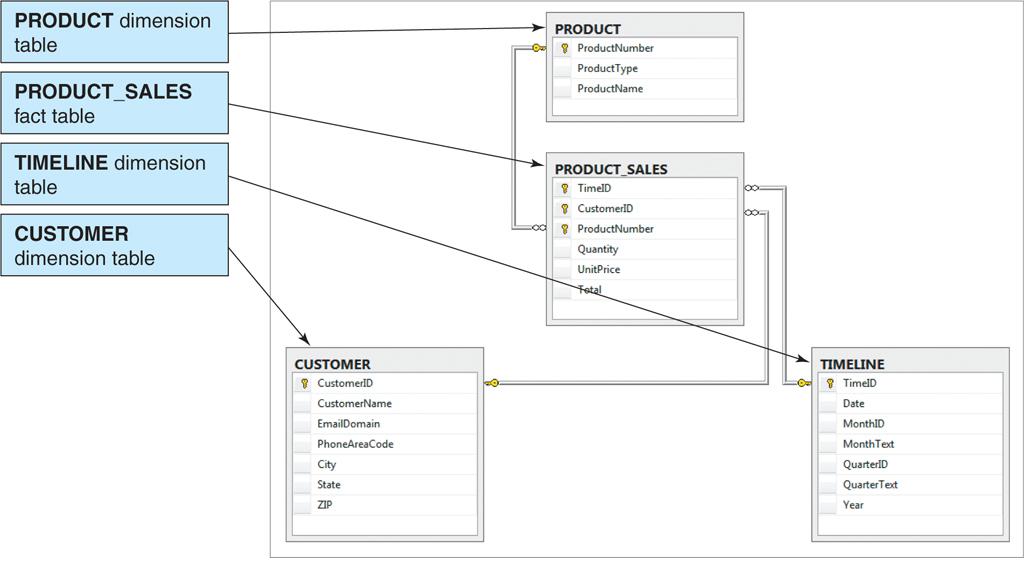 PRODUCT dimension
table
PRODUCT_SALES
fact table
TIMELINE dimension
table
CUSTOMER
dimension table
PRODUCT
ProductNumber
ProductType
ProductName
PRODUCT_SALES
TimeID
CustomerID
ProductNumber
Quantity
UnitPrice
Total
CUSTOMER
CustomerID
CustomerName
EmailDomain
PhoneAreaCode
City
State
ZIP
TIMELINE
TimeID
Date
MonthID
MonthText
QuarterID
QuarterText
Year